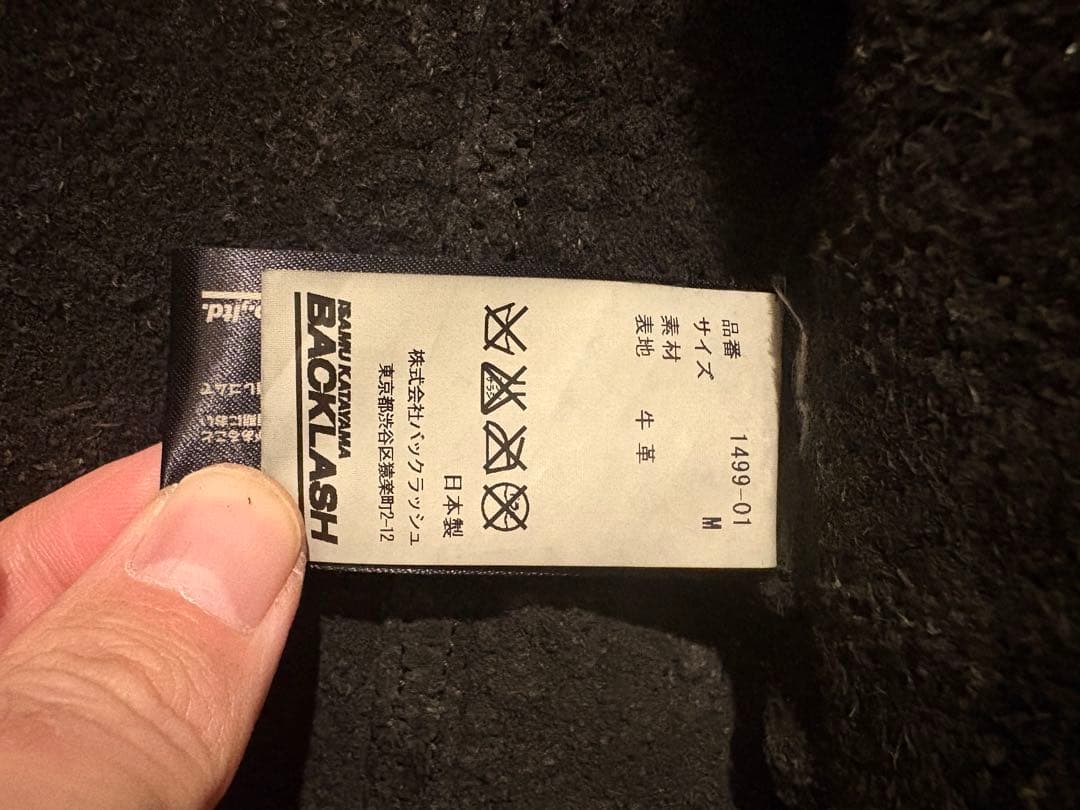 品番 1499-01
サイズ M
素材
表地 牛革
日本製
株式会社バックラッシュ
東京都渋谷区猿楽町2-12
ISAMU KATAYAMA
BACKLASH
ltd.